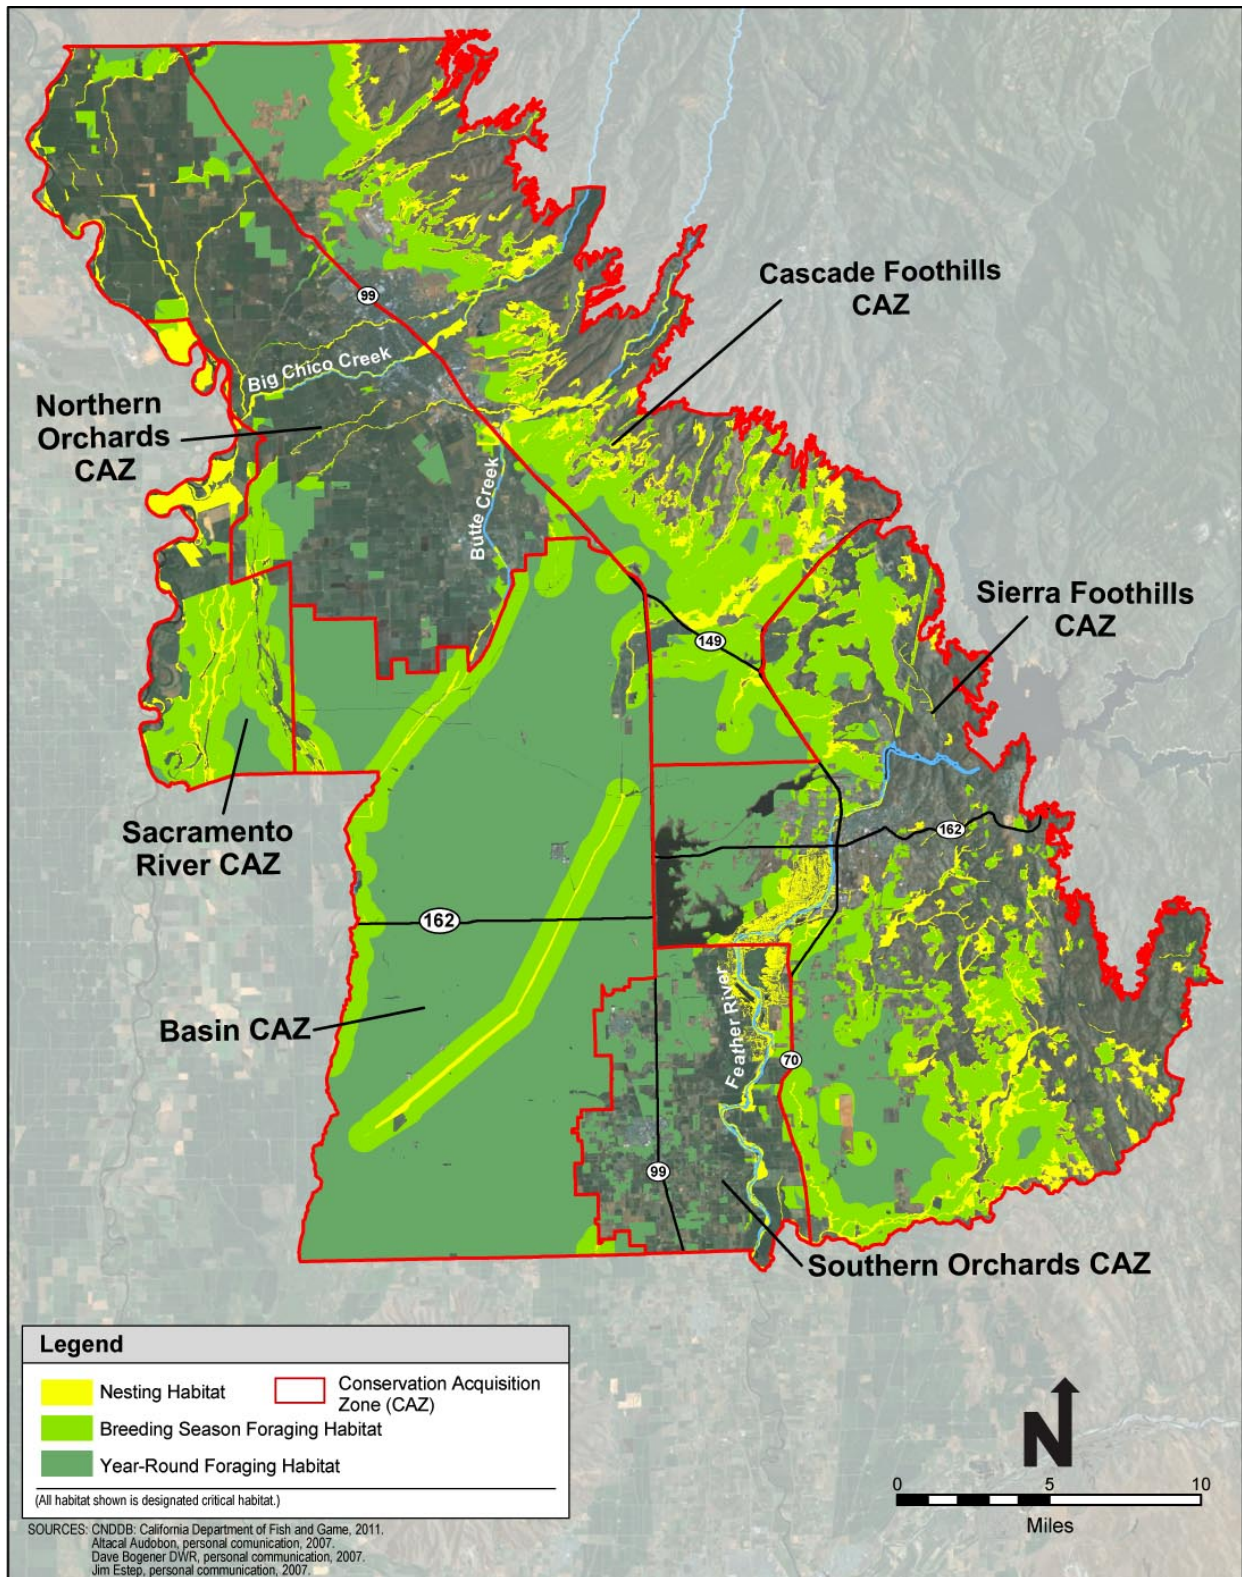 Cascade Foothills
CAZ
99
Big Chico Creek
Northern
Orchards
CAZ
Butte Creek
Sierra Foothills
CAZ
149
Sacramento
River CAZ
162
162
Basin CAZ
Feather River
70
99
Southern Orchards CAZ
Legend
Nesting Habitat
Conservation Acquisition
Zone (CAZ)
Breeding Season Foraging Habitat
Year-Round Foraging Habitat
(All habitat shown is designated critical habitat.)
N
0 5 10
Miles
SOURCES: CNDDB: California Department of Fish and Game, 2011.
Altacal Audobon, personal comunication, 2007.
Dave Bogener DWR, personal communication, 2007.
Jim Estep, personal communication, 2007.